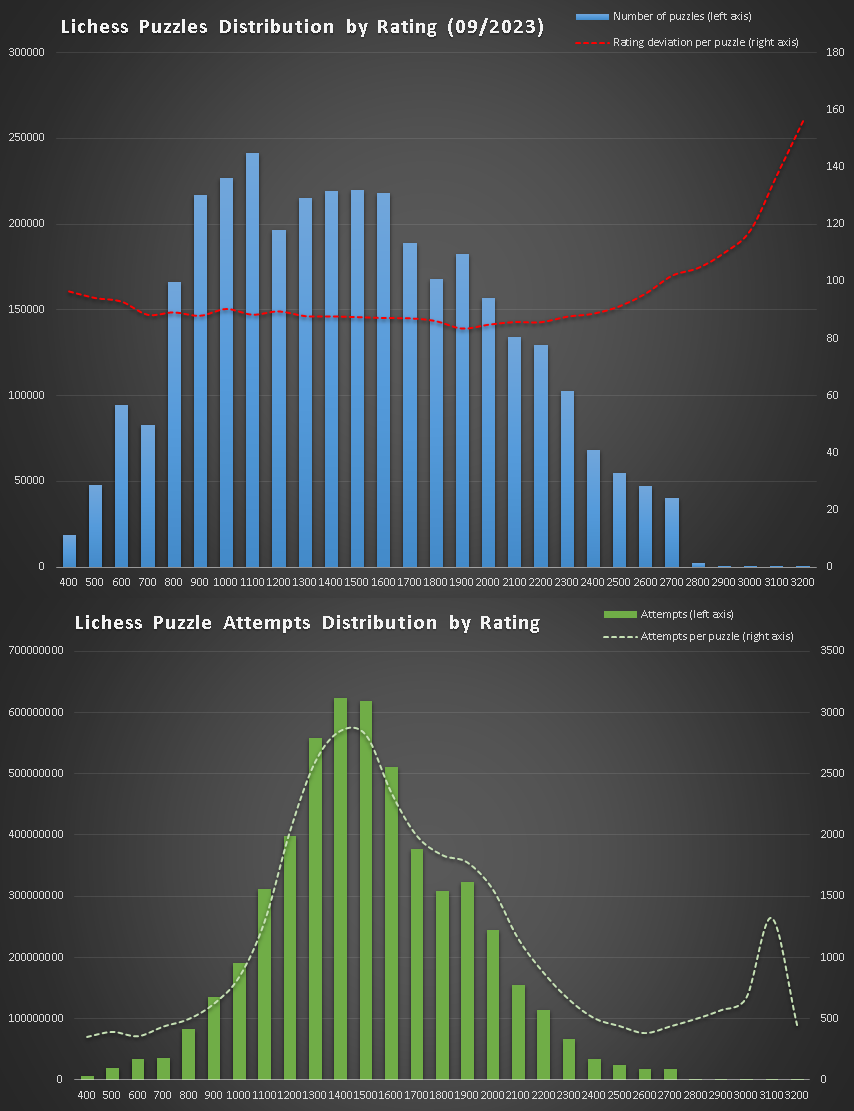 Lichess Puzzles Distribution by Rating (09/2023)
Number of puzzles (left axis)
Rating deviation per puzzle (right axis)
300000 180
160
250000
140
200000 120
100
150000
80
100000 60
40
50000
20
0 0
400 500 600 700 800 900 1000 1100 1200 1300 1400 1500 1600 1700 1800 1900 2000 2100 2200 2300 2400 2500 2600 2700 2800 2900 3000 3100 3200
Lichess Puzzle Attempts Distribution by Rating
Attempts (left axis)
Attempts per puzzle (right axis)
700000000 3500
600000000 3000
500000000 2500
400000000 2000
300000000 1500
200000000 1000
100000000 500
0 0
400 500 600 700 800 900 1000 1100 1200 1300 1400 1500 1600 1700 1800 1900 2000 2100 2200 2300 2400 2500 2600 2700 2800 2900 3000 3100 3200